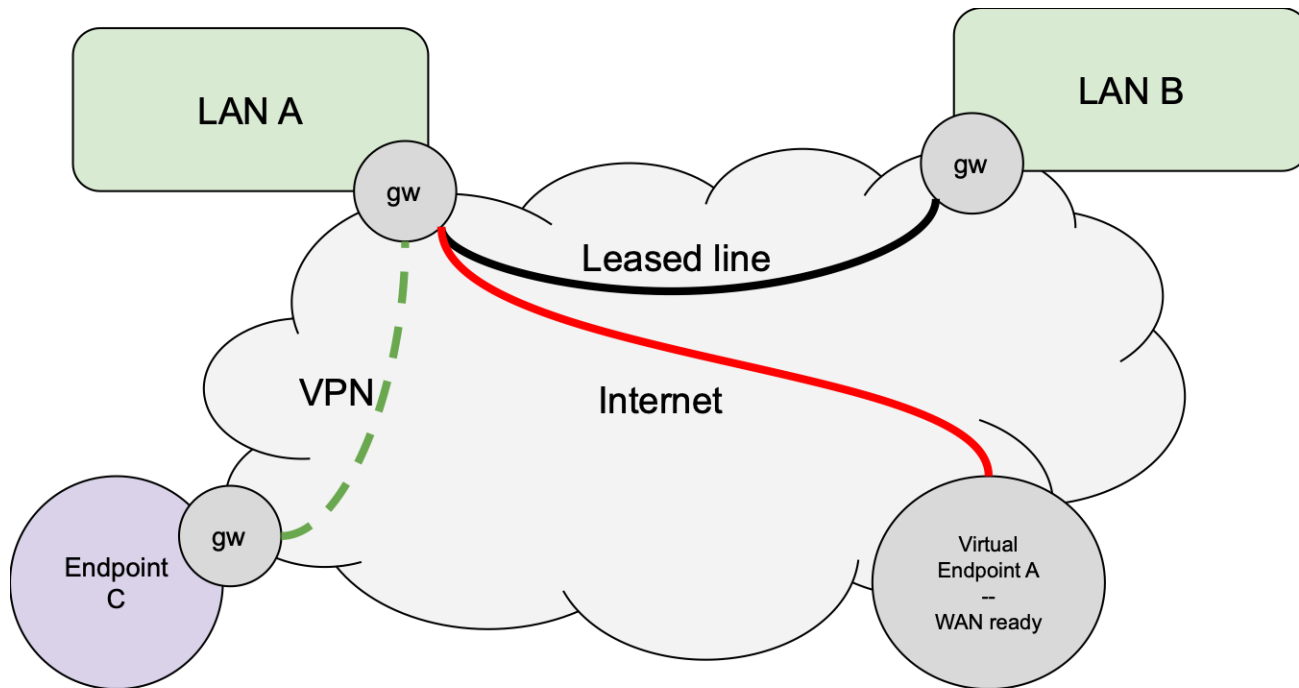 LAN A
LAN B
gw
gw
Leased line
VPN
Internet
gw
Endpoint
C
Virtual
Endpoint A
--
WAN ready